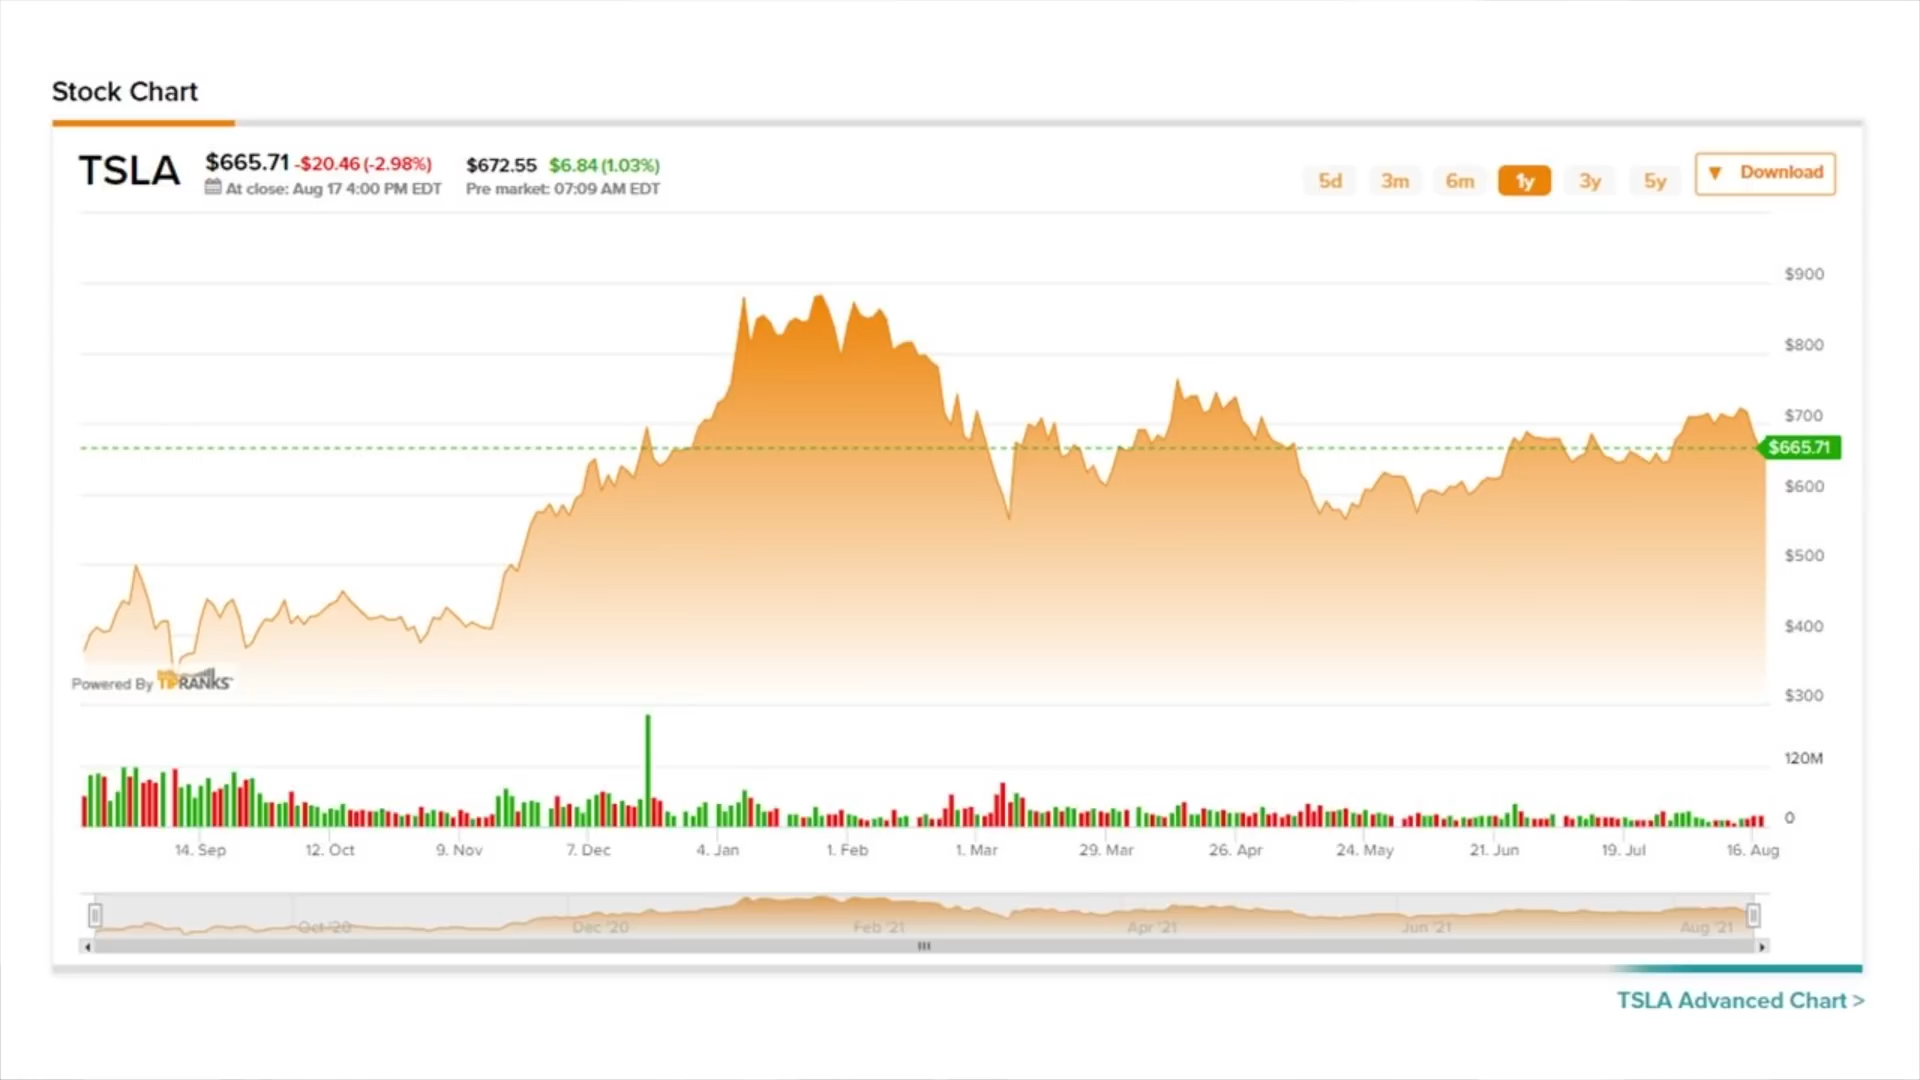 Stock Chart
TSLA
$665.71 -$20.46 (-2.98%)
At close: Aug 17 4:00 PM EDT
$672.55 $6.84 (1.03%)
Pre market: 07:09 AM EDT
5d 3m 6m 1y 3y 5y
▼ Download
$900
$800
$700
$665.71
$600
$500
$400
$300
Powered By TIPRANKS
120M
0
14. Sep 12. Oct 9. Nov 7. Dec 4. Jan 1. Feb 1. Mar 29. Mar 26. Apr 24. May 21. Jun 19. Jul 16. Aug
Oct '20 Dec '20 Feb '21 Apr '21 Jun '21 Aug '21
TSLA Advanced Chart >